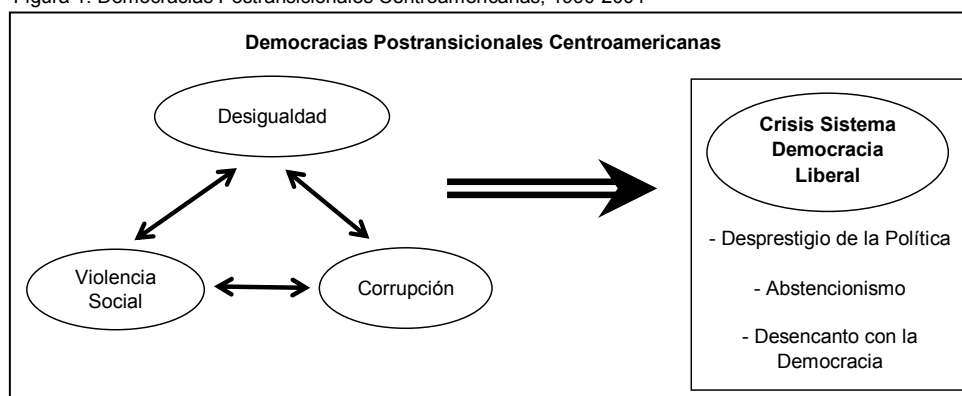 Figura 1. Democracias Postransicionales Centroamericanas, 1990-2004
Democracias Postransicionales Centroamericanas
Desigualdad
Violencia
Social
Corrupción
Crisis Sistema
Democracia
Liberal
- Desprestigio de la Política
- Abstencionismo
- Desencanto con la
Democracia